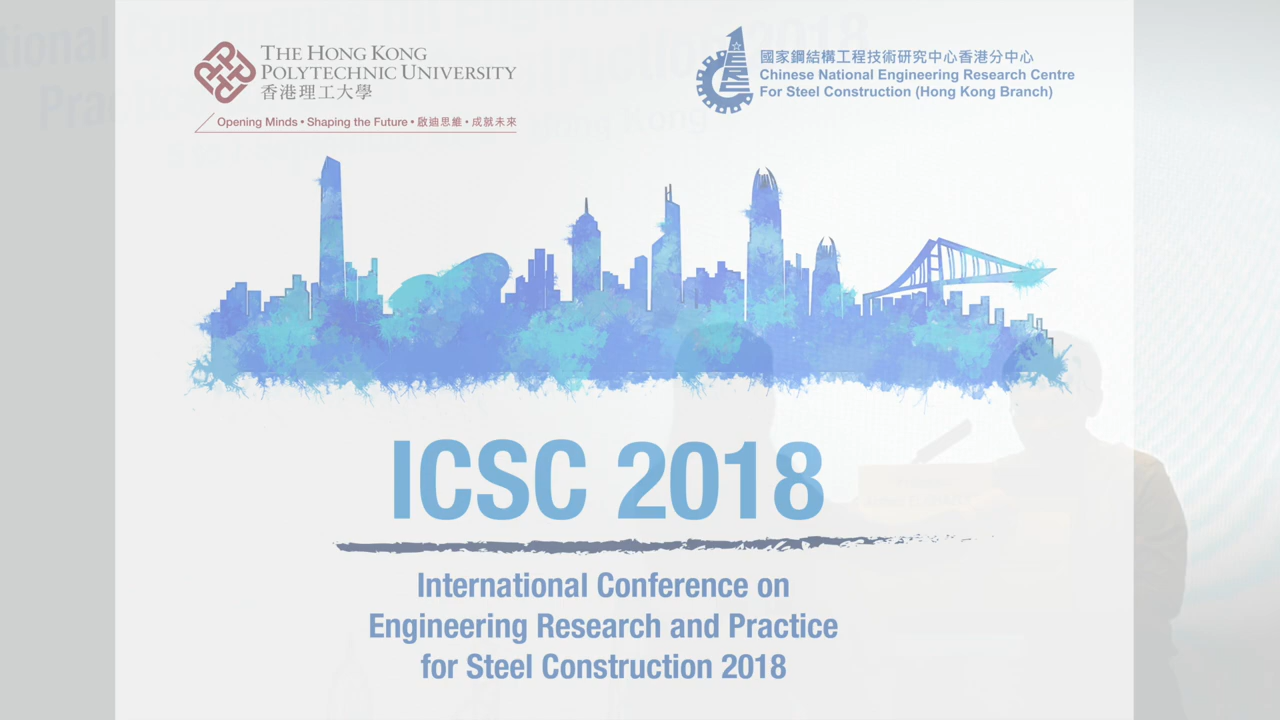 THE HONG KONG
POLYTECHNIC UNIVERSITY
香港理工大學
Opening Minds • Shaping the Future • 啟迪思維 • 成就未來
國家鋼結構工程技術研究中心香港分中心
Chinese National Engineering Research Centre
For Steel Construction (Hong Kong Branch)
2018
Hong Kong
ICSC 2018
International Conference on
Engineering Research and Practice
for Steel Construction 2018